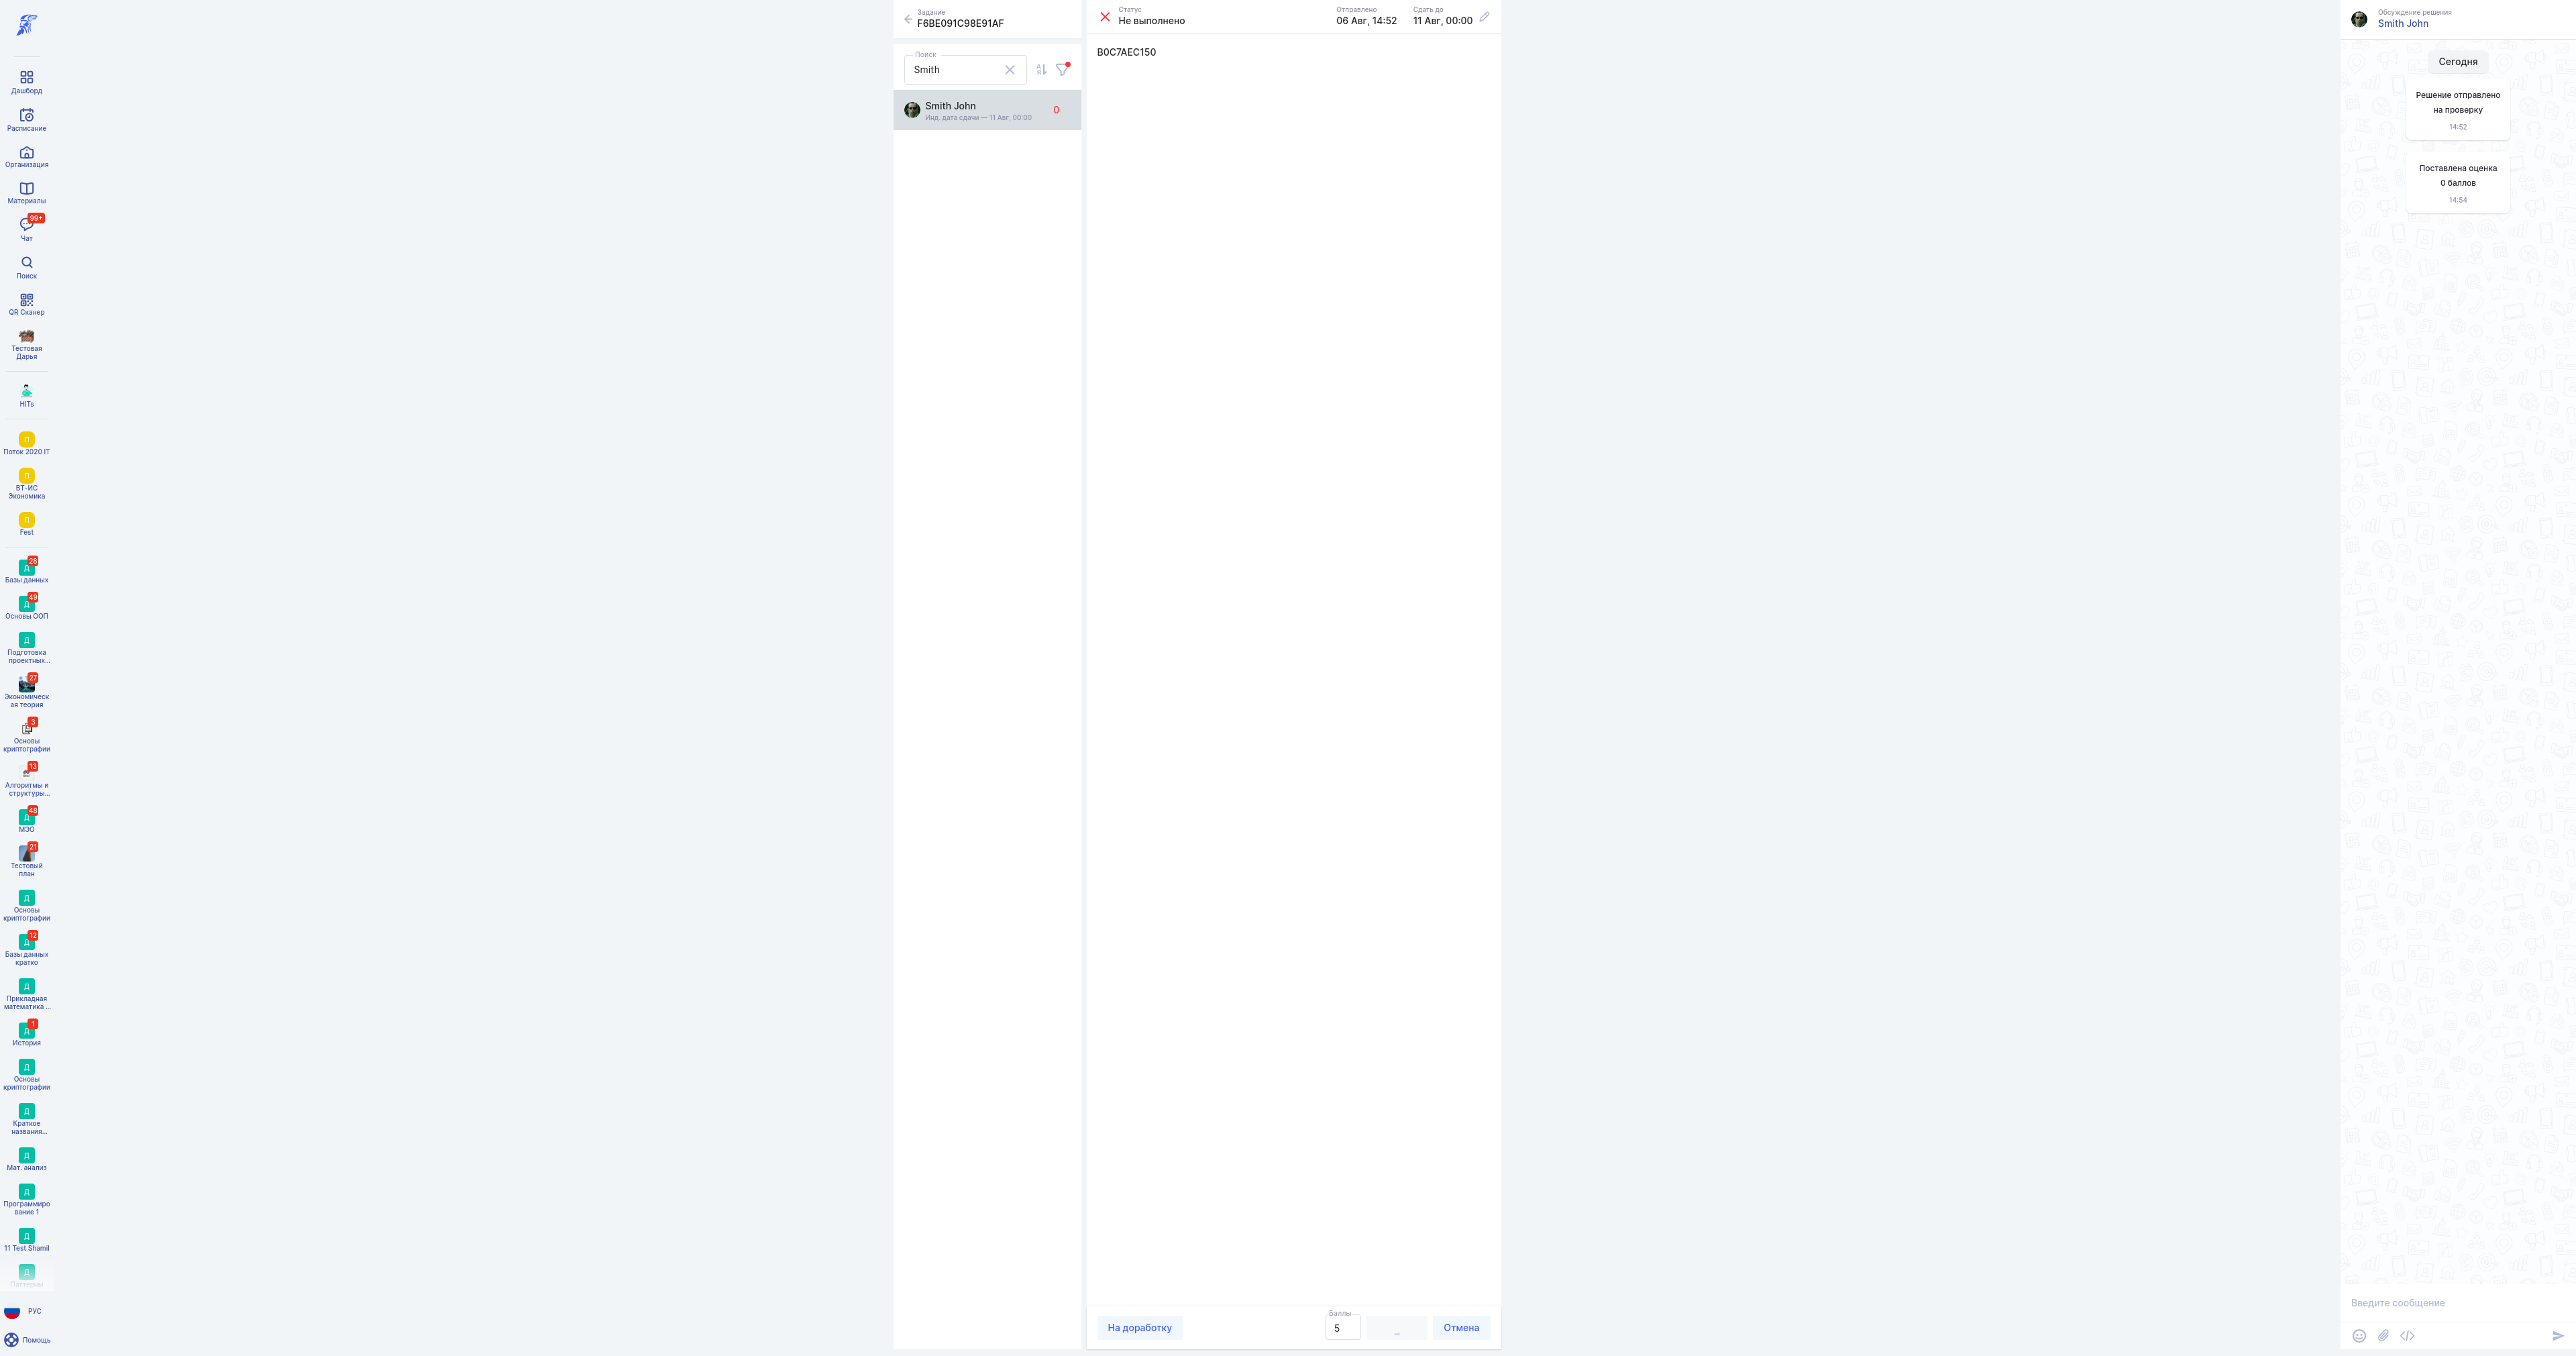 Дашборд
Расписание
Организация
Материалы
99+
Чат
Поиск
QR Сканер
Тестовая
Дарья
HITs
П
Поток 2020 IT
П
ВТ-ИС
Экономика
П
Fest
28
Д
Базы данных
49
Д
Основы ООП
Д
Подготовка
проектных...
27
Экономическ
ая теория
3
Основы
криптографии
13
Алгоритмы и
структуры...
48
Д
МЭО
21
Тестовый
план
Д
Основы
криптографии
12
Д
Базы данных
кратко
Д
Прикладная
математика ...
1
Д
История
Д
Основы
криптографии
Д
Краткое
названия...
Д
Мат. анализ
Д
Программиро
вание 1
Д
11 Test Shamil
Д
Паттерны
РУС
Помощь
Задание
F6BE091C98E91AF
Поиск
Smith
Smith John
Инд. дата сдачи — 11 Авг, 00:00
0
Статус
Не выполнено
Отправлено
06 Авг, 14:52
Сдать до
11 Авг, 00:00
B0C7AEC150
На доработку
Баллы
5
Отмена
Обсуждение решения
Smith John
Сегодня
Решение отправлено
на проверку
14:52
Поставлена оценка
0 баллов
14:54
Введите сообщение